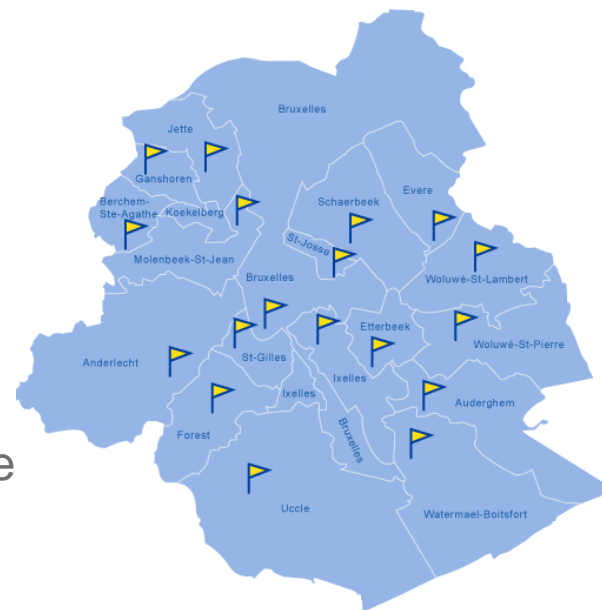 Bruxelles
Jette
Ganshoren
Evere
Berchem-
Ste-Agathe
Koekelberg
Schaerbeek
St-Josse
Molenbeek-St-Jean
Bruxelles
Woluwé-St-Lambert
Etterbeek
Woluwé-St-Pierre
Anderlecht
St-Gilles
Ixelles
Ixelles
Auderghem
Bruxelles
Forest
e
Uccle
Watermael-Boitsfort